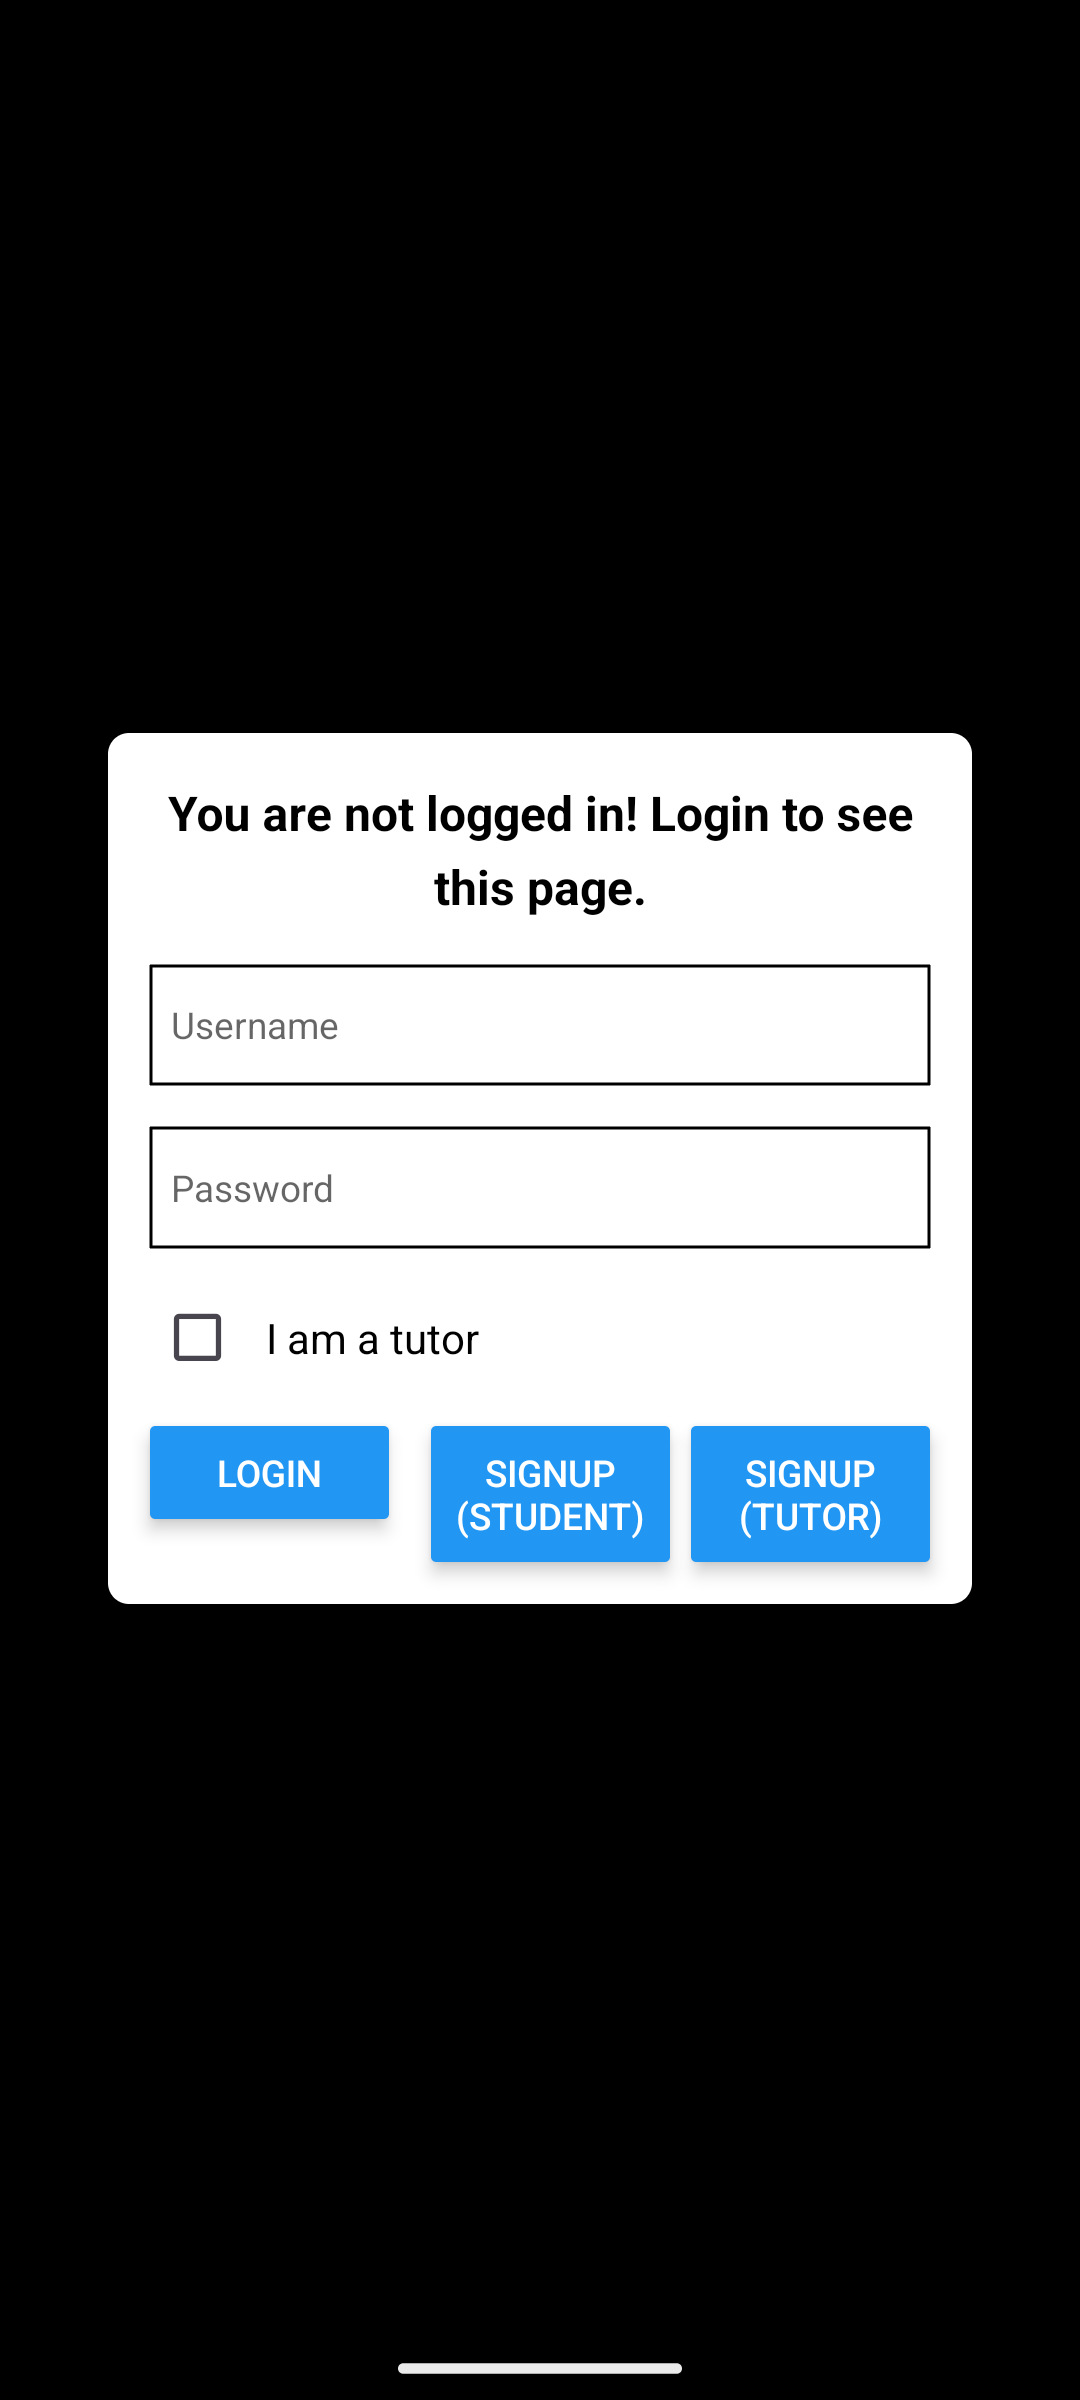 You are not logged in! Login to see
this page.
Username
Password
I am a tutor
LOGIN
SIGNUP
(STUDENT)
SIGNUP
(TUTOR)